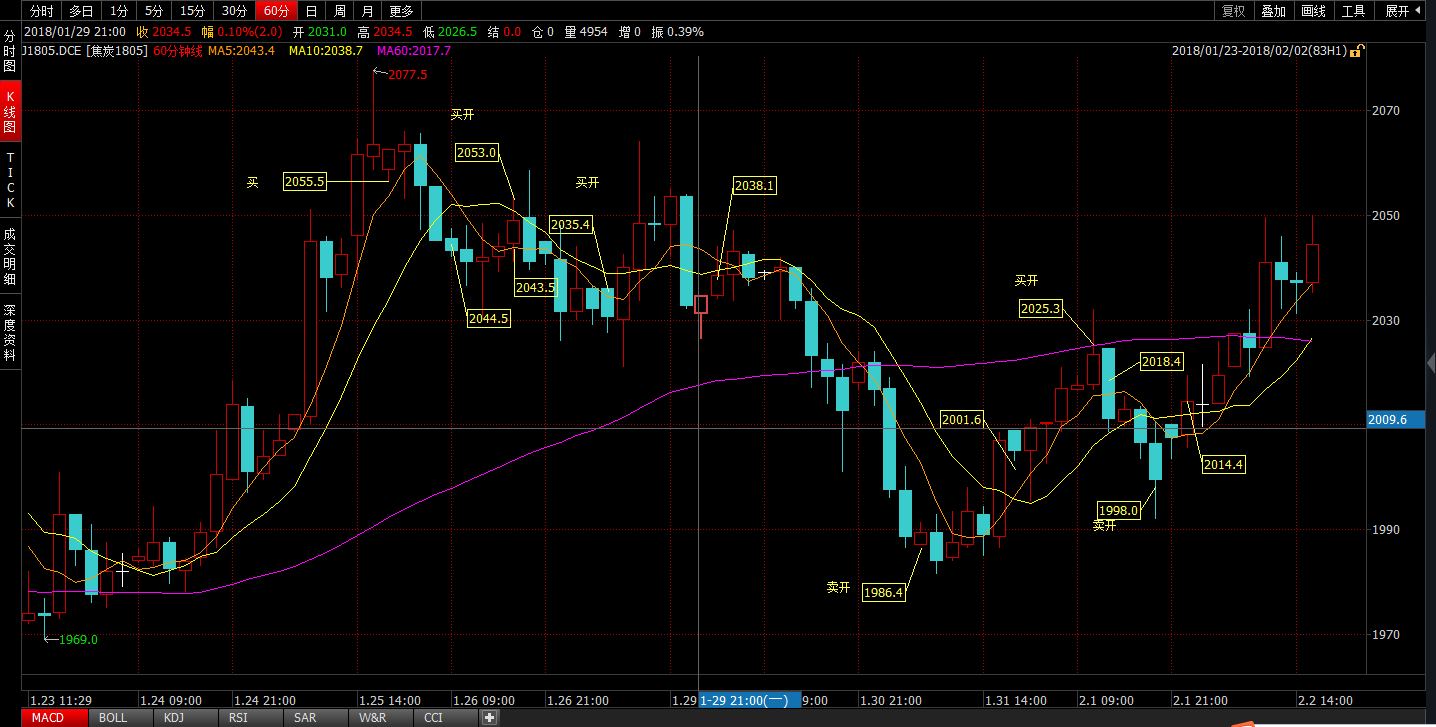 分时 多日 1分 5分 15分 30分 60分 日 周 月 更多 复权 叠加 画线 工具 展开
2018/01/29 21:00 收 2034.5 幅 0.10%(2.0) 开 2031.0 高 2034.5 低 2026.5 结 0.0 仓 0 量 4954 增 0 振 0.39%
J1805.DCE [焦炭1805] 60分钟线 MA5:2043.4 MA10:2038.7 MA60:2017.7 2018/01/23-2018/02/02(83H1)
分时图
K线图
TICK
成交明细
深度资料
2077.5
2070
买开
2053.0
买 2055.5
买开
2038.1
2050
2035.4
买开
2043.5
2025.3
2044.5
2030
2018.4
2001.6
2009.6
2014.4
1998.0
卖开
1990
卖开
1986.4
1969.0
1970
1.23 11:29 1.24 09:00 1.24 21:00 1.25 14:00 1.26 09:00 1.26 21:00 1.29 1-29 21:00(一) 9:00 1.30 21:00 1.31 14:00 2.1 09:00 2.1 21:00 2.2 14:00
MACD BOLL KDJ RSI SAR W&R CCI